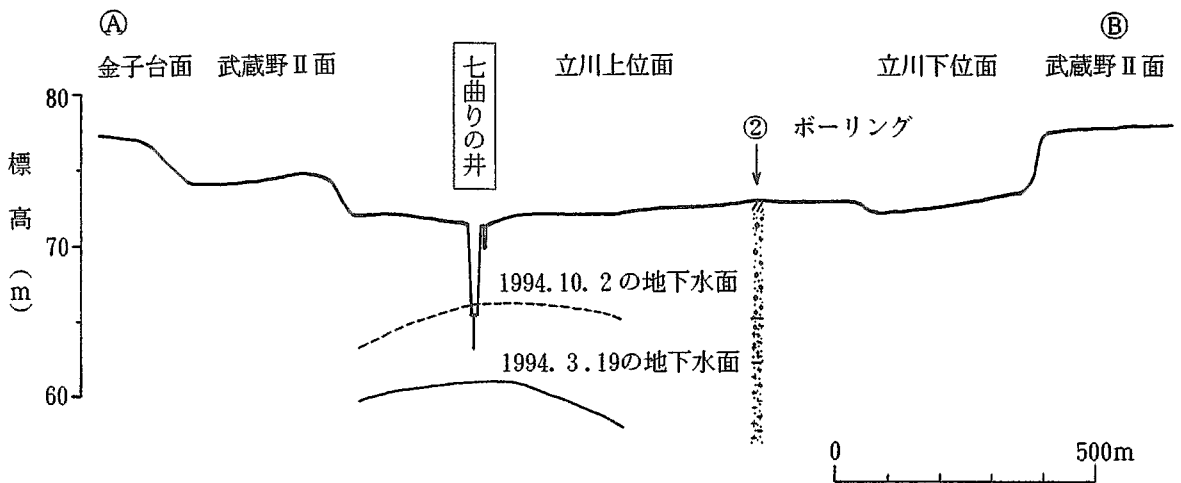 Ⓐ
Ⓑ
金子台面 武蔵野Ⅱ面 立川上位面 立川下位面 武蔵野Ⅱ面
七曲りの井
② ボーリング
標高(m)
80
70
60
1994.10.2の地下水面
1994.3.19の地下水面
0 500m